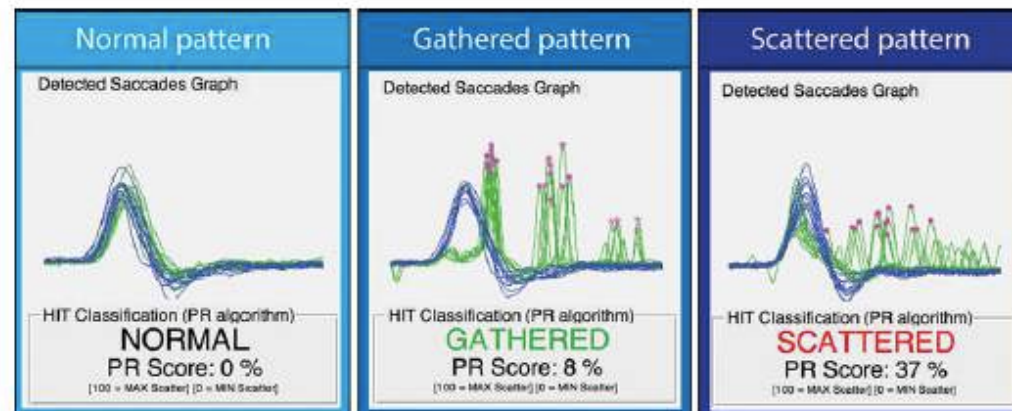 Normal pattern
Detected Saccades Graph
HIT Classification (PR algorithm)
NORMAL
PR Score: 0 %
[100 = MAX Scatter] [0 = MIN Scatter]
Gathered pattern
Detected Saccades Graph
HIT Classification (PR algorithm)
GATHERED
PR Score: 8 %
[100 = MAX Scatter] [0 = MIN Scatter]
Scattered pattern
Detected Saccades Graph
HIT Classification (PR algorithm)
SCATTERED
PR Score: 37 %
[100 = MAX Scatter] [0 = MIN Scatter]